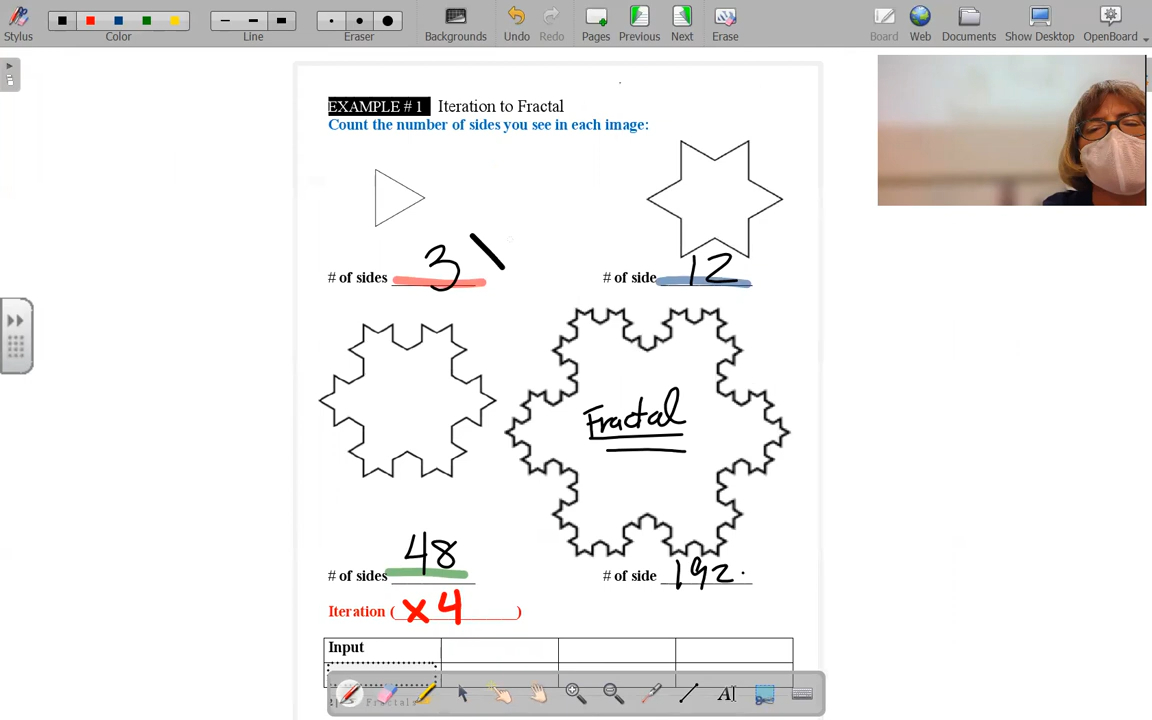 Stylus
Color
Line
Eraser
Backgrounds
Undo
Redo
Pages
Previous
Next
Erase
Board
Web
Documents
Show Desktop
OpenBoard
EXAMPLE # 1 Iteration to Fractal
Count the number of sides you see in each image:
# of sides 3
# of side 12
Fractal
# of sides 48
# of side 192
Iteration ( x4 )
Input
Fractals